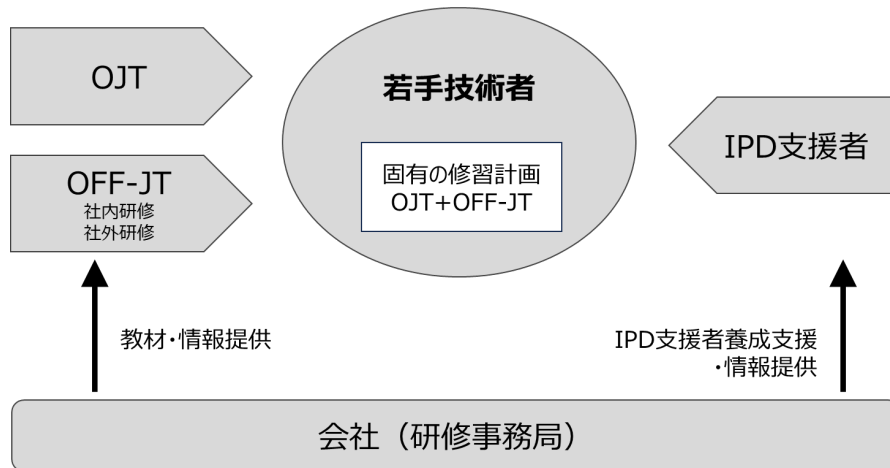 OJT
OFF-JT
社内研修
社外研修
若手技術者
固有の修習計画
OJT+OFF-JT
IPD支援者
教材・情報提供
IPD支援者養成支援
・情報提供
会社（研修事務局）